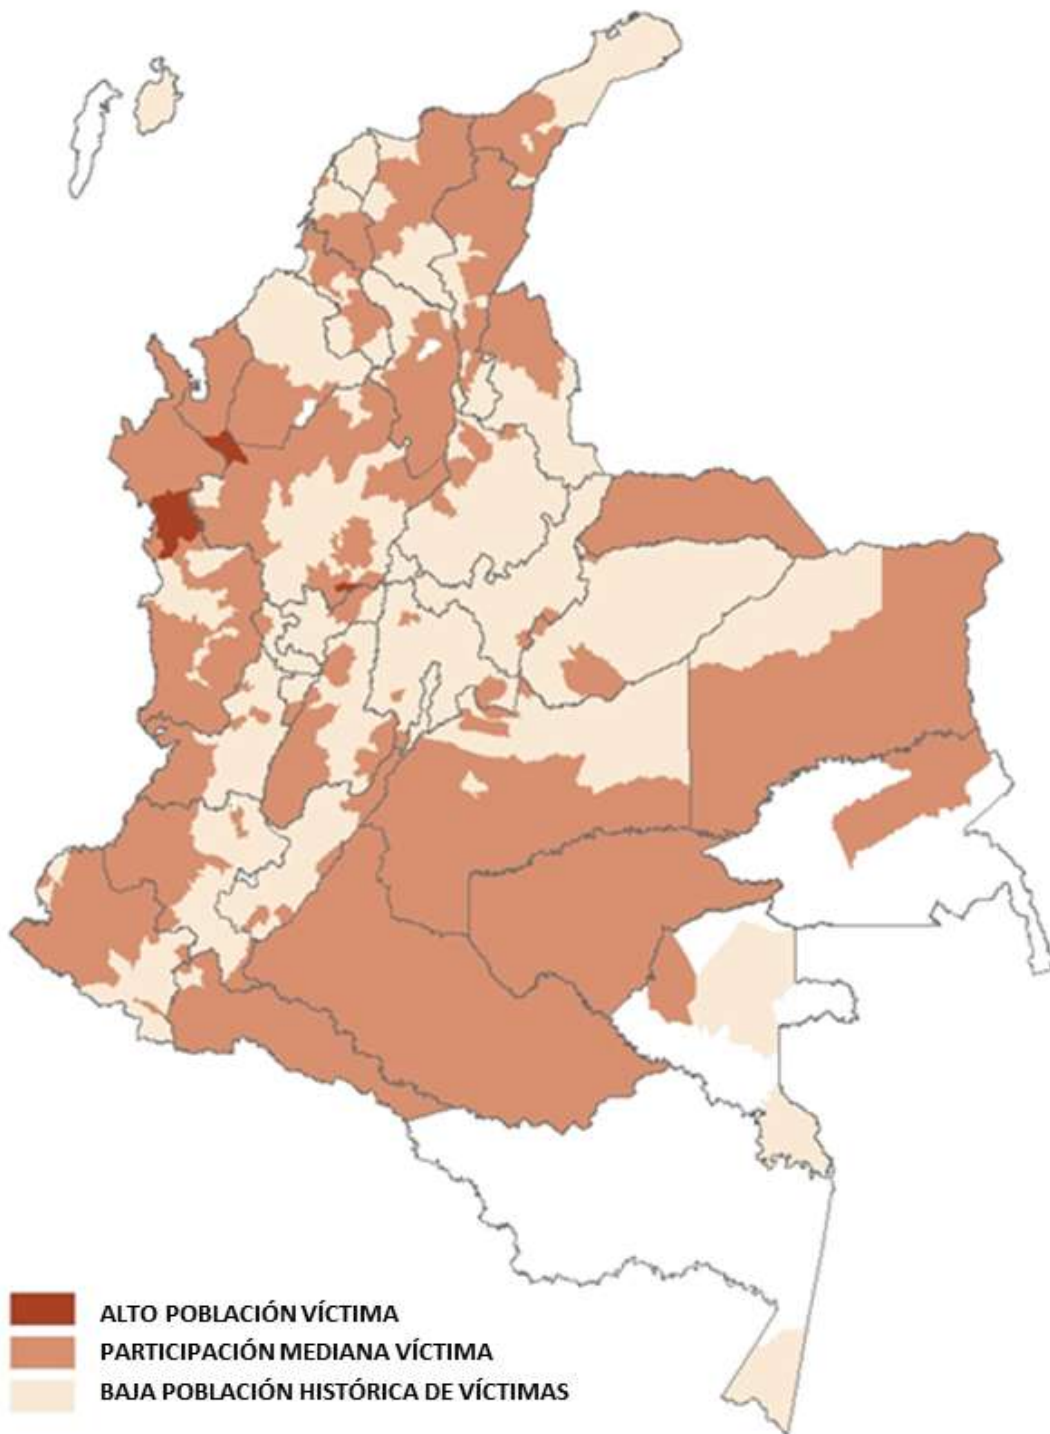 ALTO POBLACIÓN VÍCTIMA
PARTICIPACIÓN MEDIANA VÍCTIMA
BAJA POBLACIÓN HISTÓRICA DE VÍCTIMAS